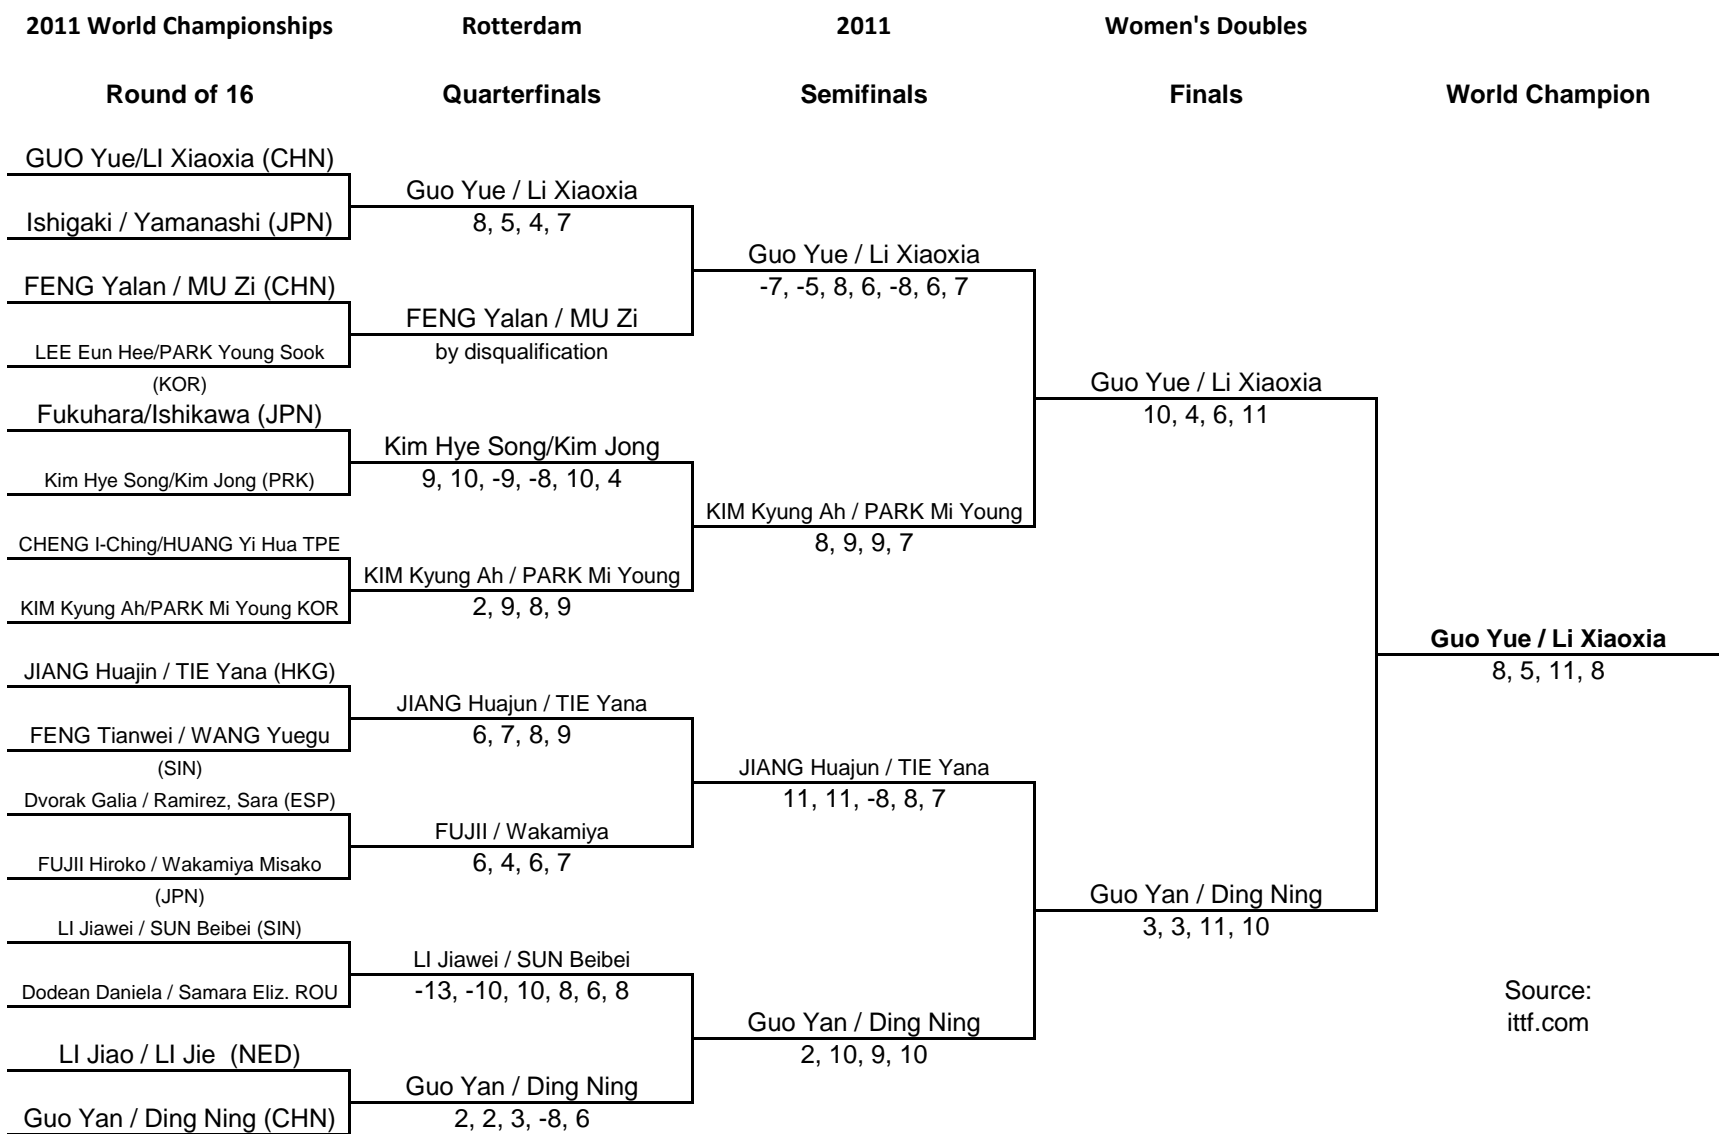 2011 World Championships Rotterdam 2011 Women's Doubles
Round of 16 Quarterfinals Semifinals Finals World Champion
GUO Yue/LI Xiaoxia (CHN)
Guo Yue / Li Xiaoxia
Ishigaki / Yamanashi (JPN)
8, 5, 4, 7
Guo Yue / Li Xiaoxia
FENG Yalan / MU Zi (CHN)
-7, -5, 8, 6, -8, 6, 7
FENG Yalan / MU Zi
LEE Eun Hee/PARK Young Sook
by disqualification
(KOR)
Guo Yue / Li Xiaoxia
Fukuhara/Ishikawa (JPN)
10, 4, 6, 11
Kim Hye Song/Kim Jong
Kim Hye Song/Kim Jong (PRK)
9, 10, -9, -8, 10, 4
KIM Kyung Ah / PARK Mi Young
CHENG I-Ching/HUANG Yi Hua TPE
8, 9, 9, 7
KIM Kyung Ah / PARK Mi Young
KIM Kyung Ah/PARK Mi Young KOR
2, 9, 8, 9
Guo Yue / Li Xiaoxia
JIANG Huajin / TIE Yana (HKG)
8, 5, 11, 8
JIANG Huajun / TIE Yana
FENG Tianwei / WANG Yuegu
6, 7, 8, 9
(SIN)
JIANG Huajun / TIE Yana
Dvorak Galia / Ramirez, Sara (ESP)
11, 11, -8, 8, 7
FUJII / Wakamiya
FUJII Hiroko / Wakamiya Misako
6, 4, 6, 7
(JPN)
Guo Yan / Ding Ning
LI Jiawei / SUN Beibei (SIN)
3, 3, 11, 10
LI Jiawei / SUN Beibei
Dodean Daniela / Samara Eliz. ROU
-13, -10, 10, 8, 6, 8
Source:
Guo Yan / Ding Ning
ittf.com
LI Jiao / LI Jie (NED)
2, 10, 9, 10
Guo Yan / Ding Ning
Guo Yan / Ding Ning (CHN)
2, 2, 3, -8, 6